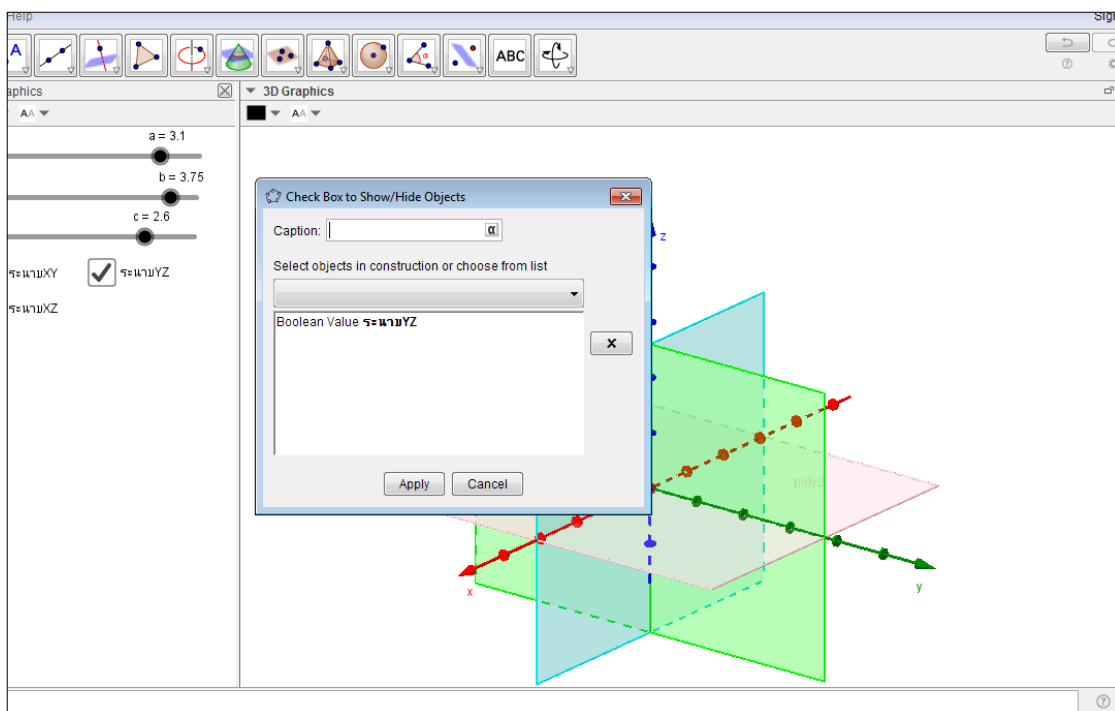 Help
Sig
A
ABC
aphics
3D Graphics
AA
AA
a = 3.1
b = 3.75
c = 2.6
ระนาบXY
ระนาบYZ
ระนาบXZ
Check Box to Show/Hide Objects
Caption:
α
Select objects in construction or choose from list
Boolean Value ระนาบYZ
x
Apply
Cancel
z
poly2
x
y